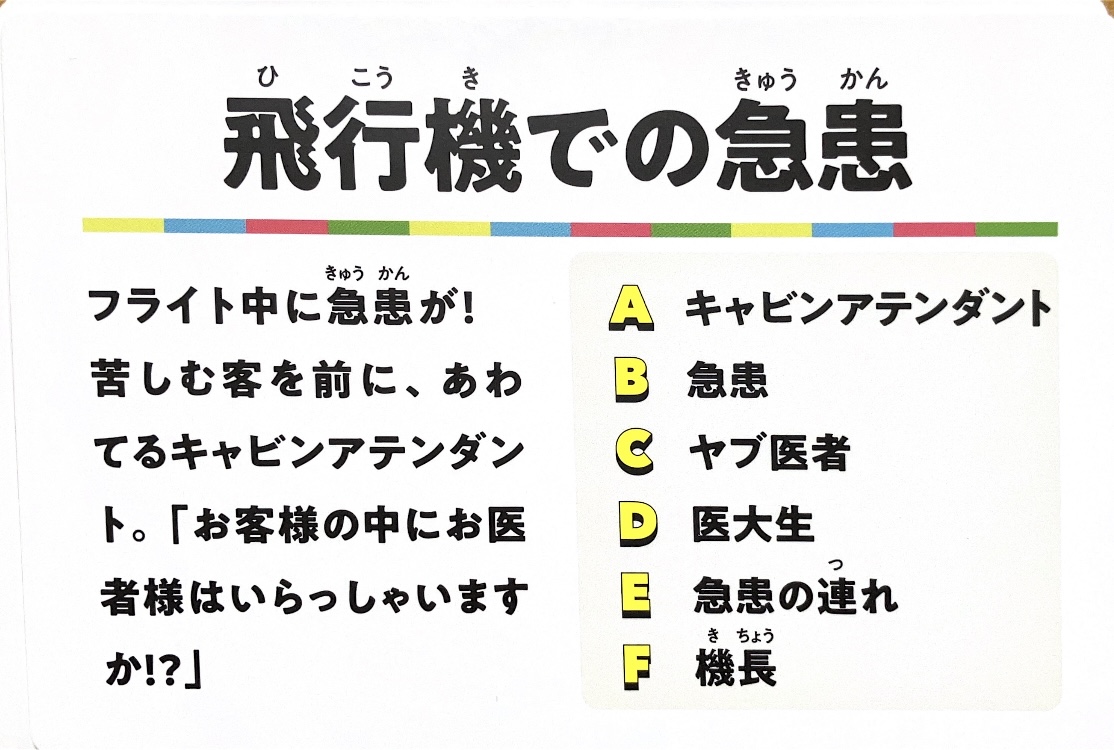 ひ こう き きゅう かん
飛行機での急患
きゅう かん
フライト中に急患が!
苦しむ客を前に、あわ
てるキャビンアテンダン
ト。「お客様の中にお医
者様はいらっしゃいます
か!?」
A キャビンアテンダント
B 急患
C ヤブ医者
D 医大生
つ
E 急患の連れ
き ちょう
F 機長